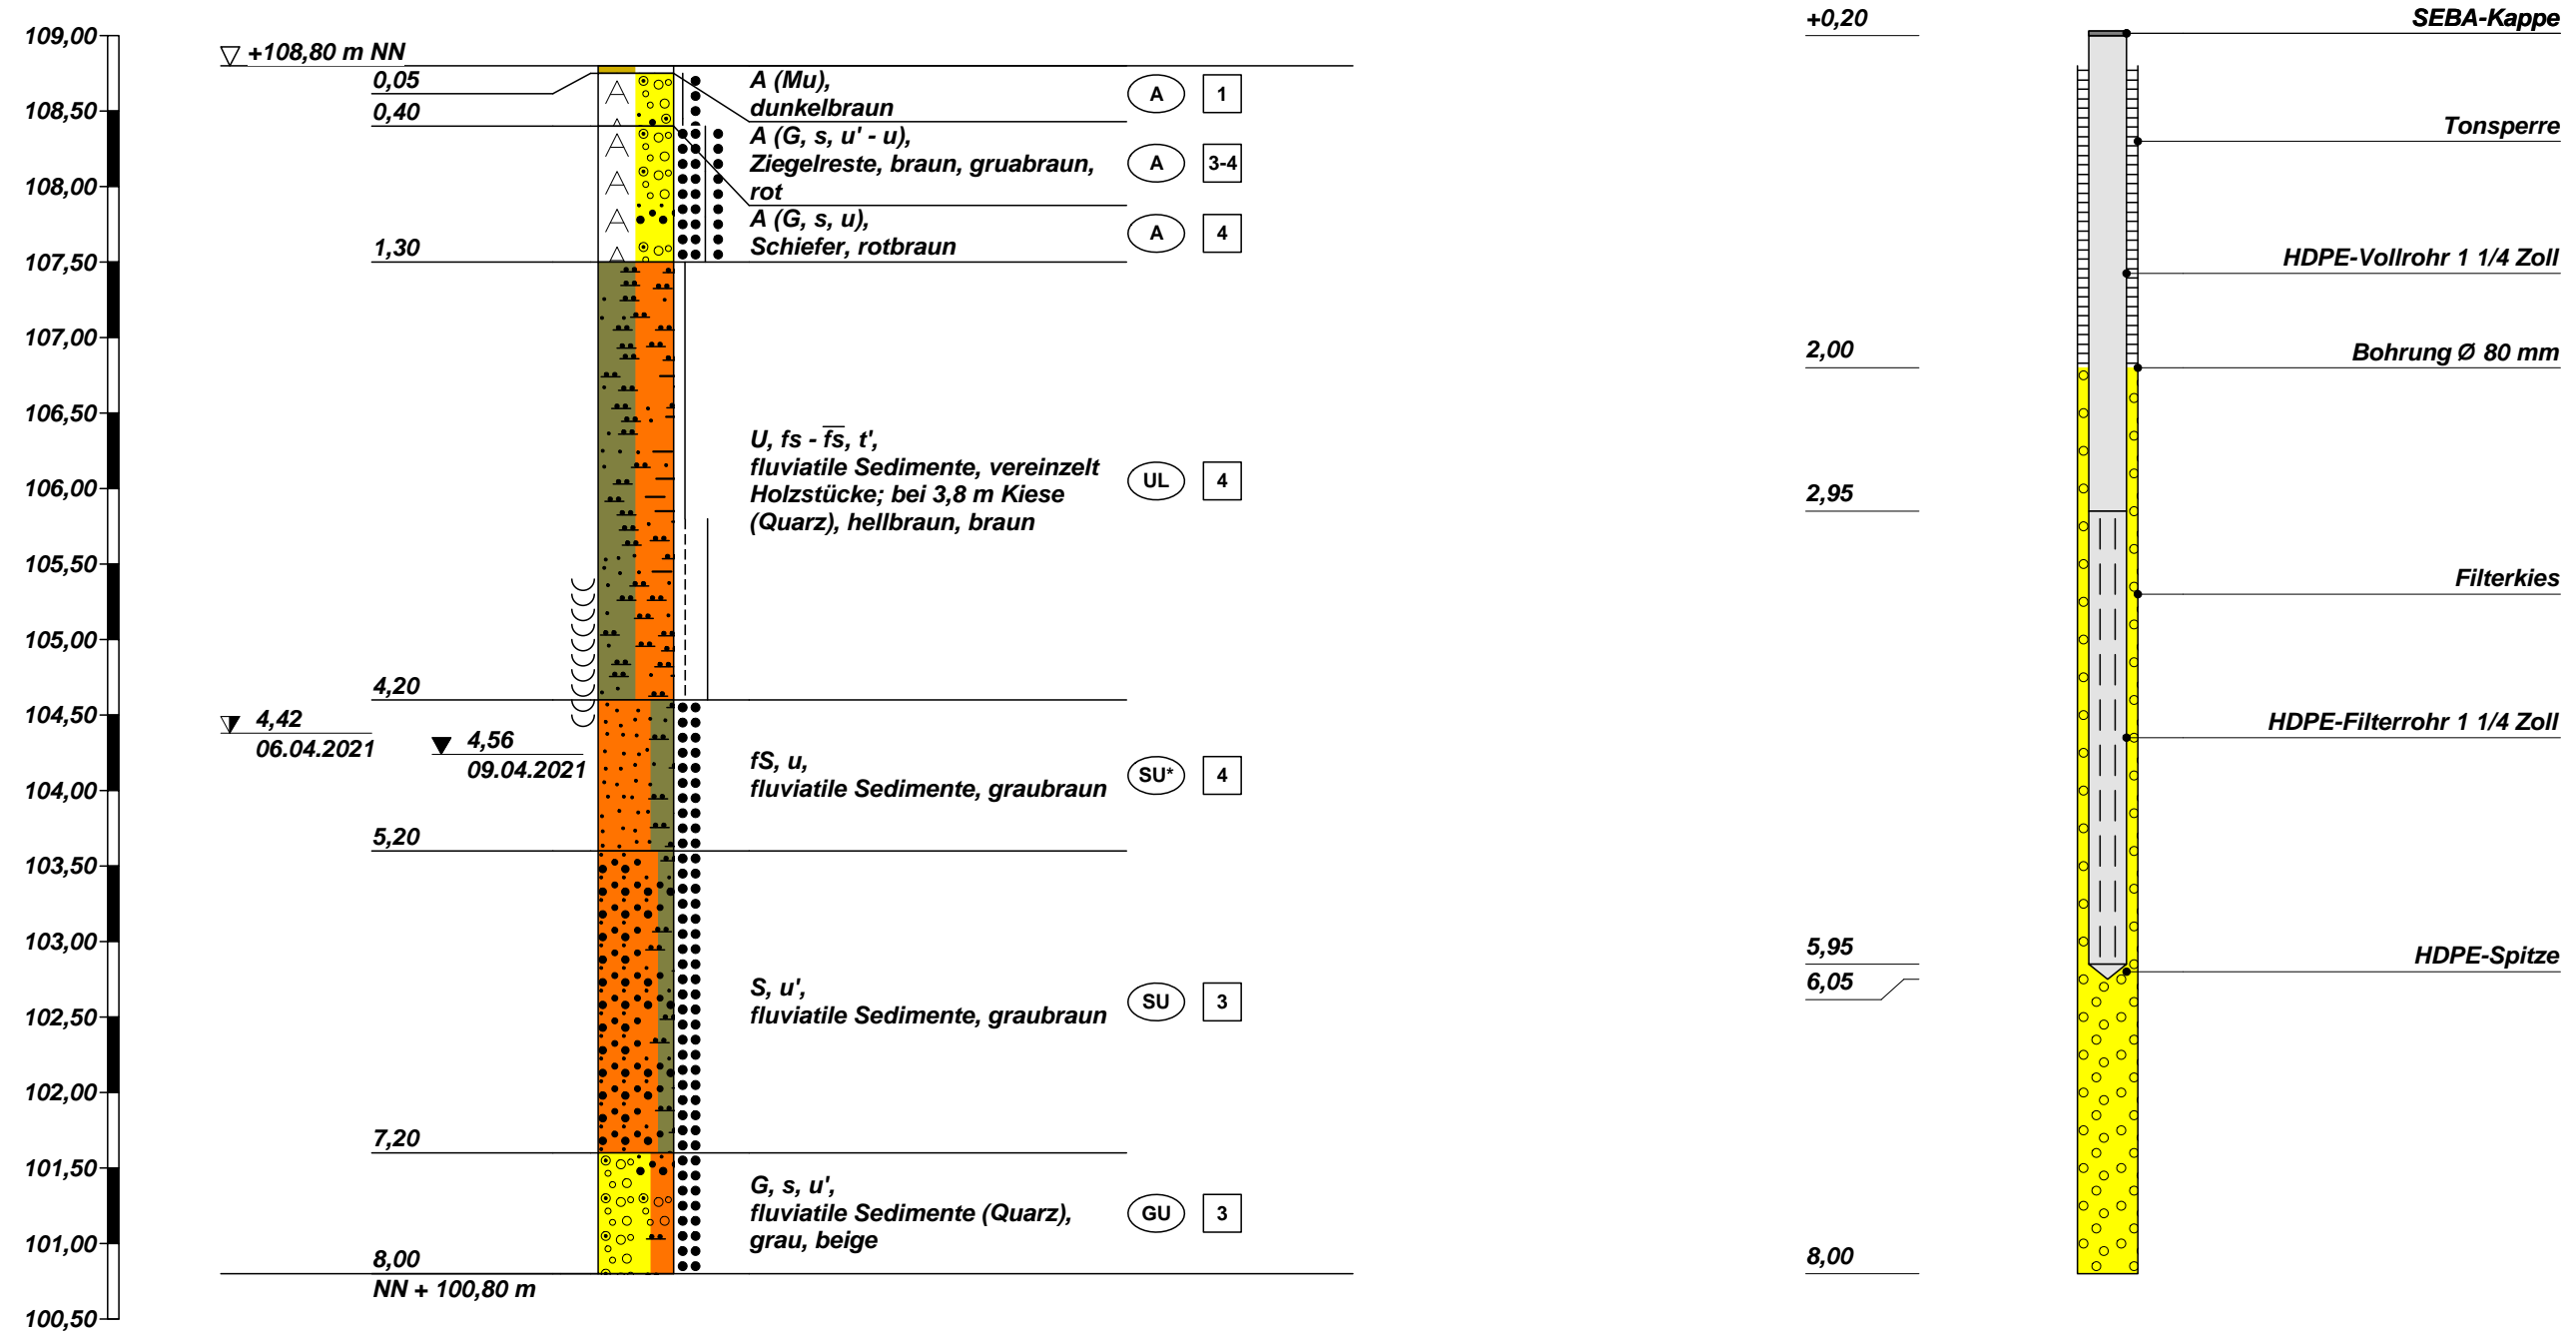 109,00
108,50
108,00
107,50
107,00
106,50
106,00
105,50
105,00
104,50
104,00
103,50
103,00
102,50
102,00
101,50
101,00
100,50
+108,80 m NN
0,05
0,40
1,30
4,20
4,42
06.04.2021
4,56
09.04.2021
5,20
7,20
8,00
NN + 100,80 m
A
A
A
A
A
A
A
A (Mu),
dunkelbraun
A 1
A (G, s, u' - u),
Ziegelreste, braun, gruabraun,
rot
A 3-4
A (G, s, u),
Schiefer, rotbraun
A 4
U, fs - f̅s̅, t',
fluviatile Sedimente, vereinzelt
Holzstücke; bei 3,8 m Kiese
(Quarz), hellbraun, braun
UL 4
fS, u,
fluviatile Sedimente, graubraun
SU* 4
S, u',
fluviatile Sedimente, graubraun
SU 3
G, s, u',
fluviatile Sedimente (Quarz),
grau, beige
GU 3
+0,20
2,00
2,95
5,95
6,05
8,00
SEBA-Kappe
Tonsperre
HDPE-Vollrohr 1 1/4 Zoll
Bohrung Ø 80 mm
Filterkies
HDPE-Filterrohr 1 1/4 Zoll
HDPE-Spitze